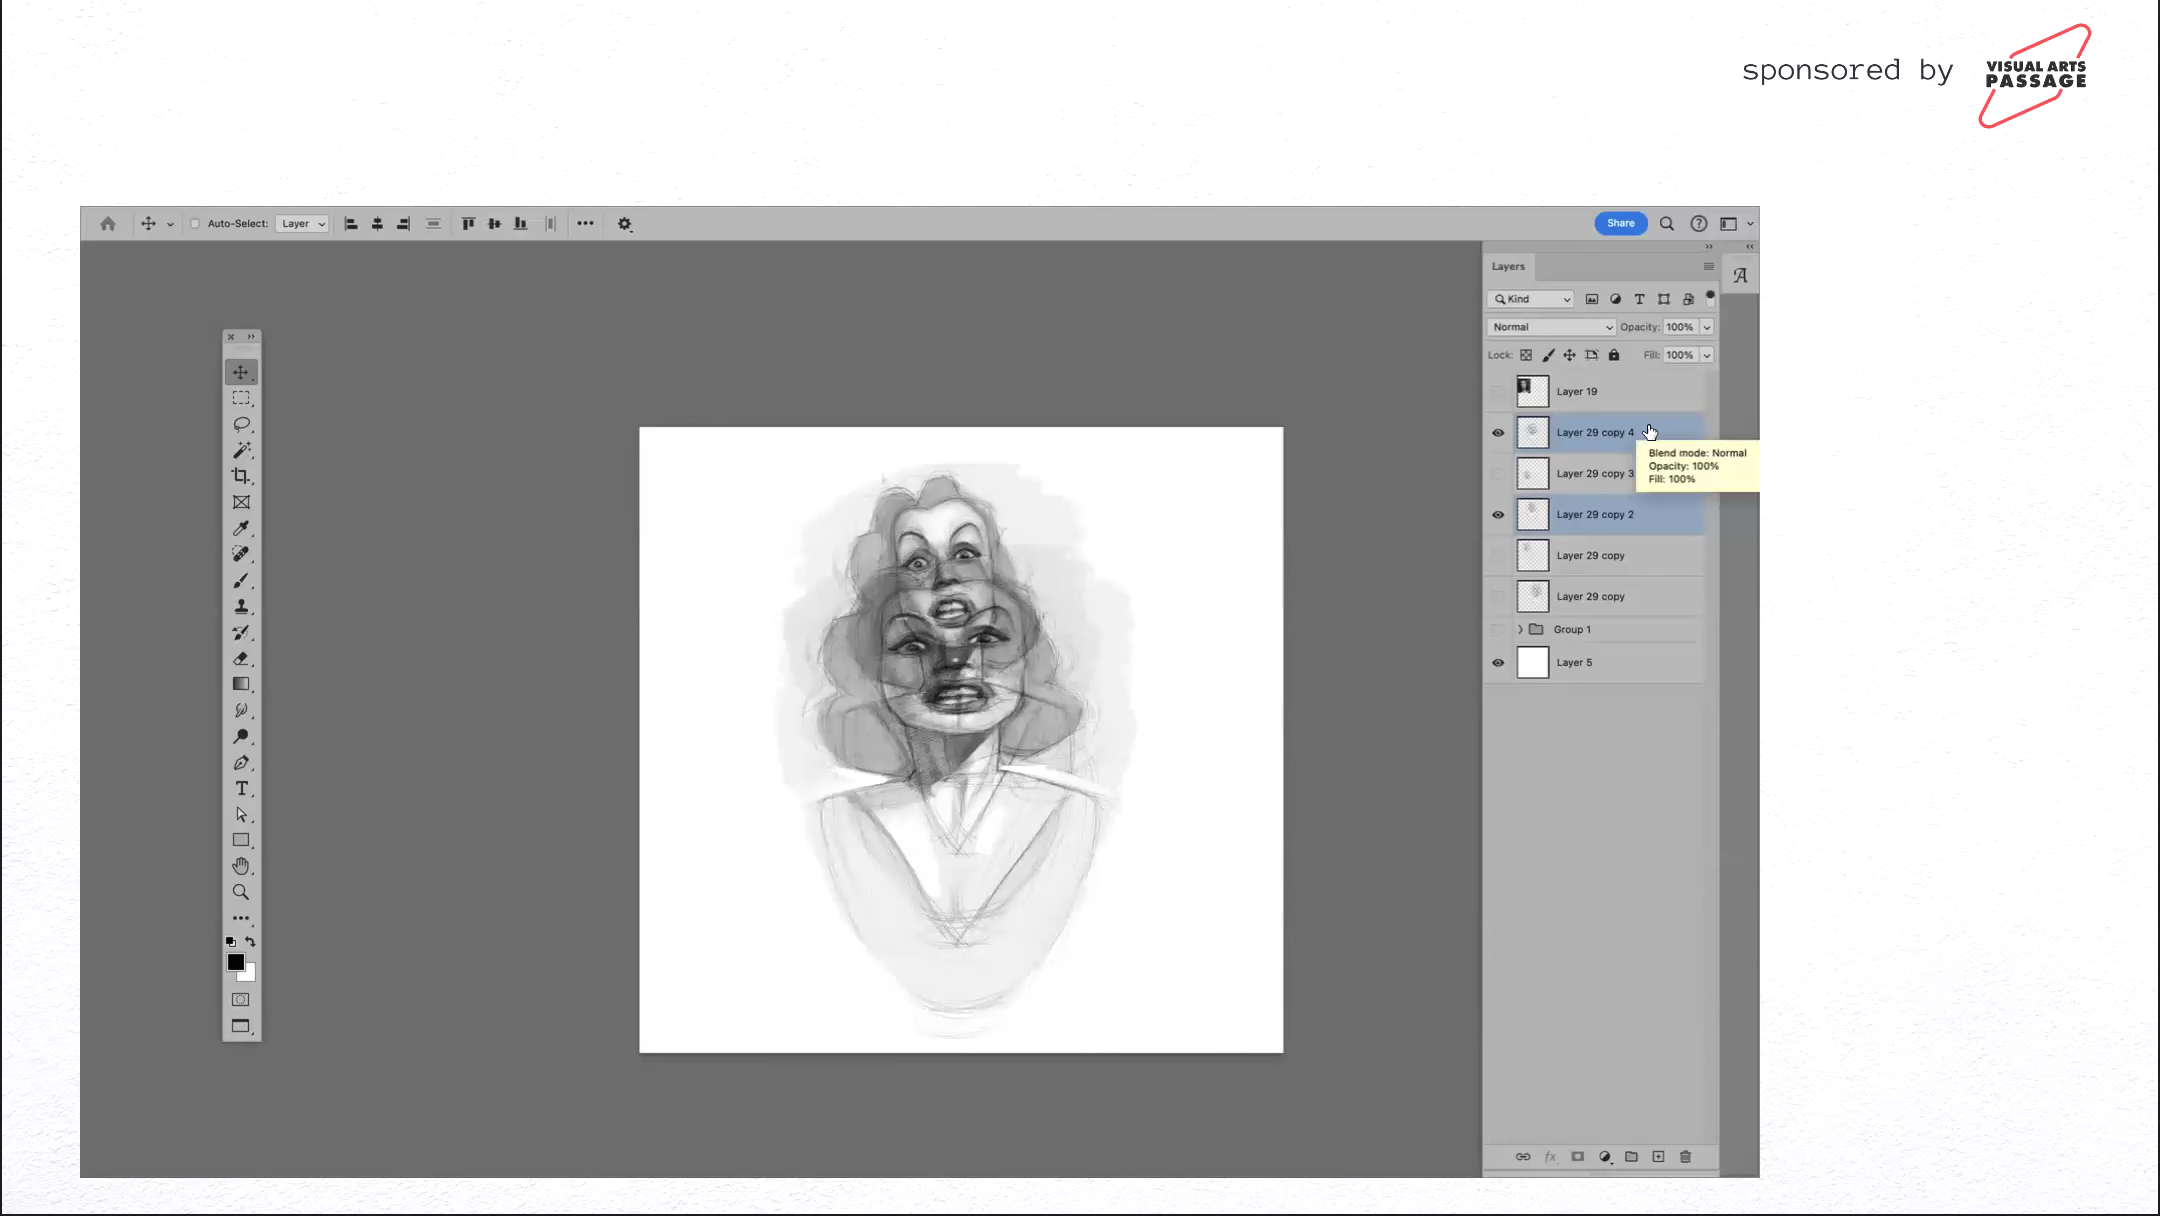 sponsored by
VISUAL ARTS
PASSAGE
Auto-Select: Layer
Share
Layers
A
Kind
T
Normal Opacity: 100%
Lock: Fill: 100%
Layer 19
Layer 29 copy 4
Blend mode: Normal
Opacity: 100%
Fill: 100%
Layer 29 copy 3
Layer 29 copy 2
Layer 29 copy
Layer 29 copy
Group 1
Layer 5
T
fx